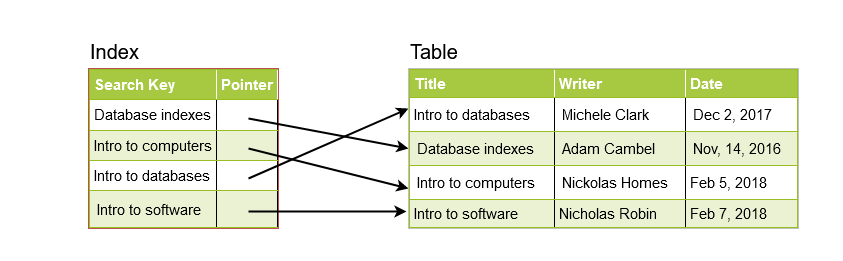 Index
Search Key Pointer
Database indexes
Intro to computers
Intro to databases
Intro to software
Table
Title Writer Date
Intro to databases Michele Clark Dec 2, 2017
Database indexes Adam Cambel Nov, 14, 2016
Intro to computers Nickolas Homes Feb 5, 2018
Intro to software Nicholas Robin Feb 7, 2018